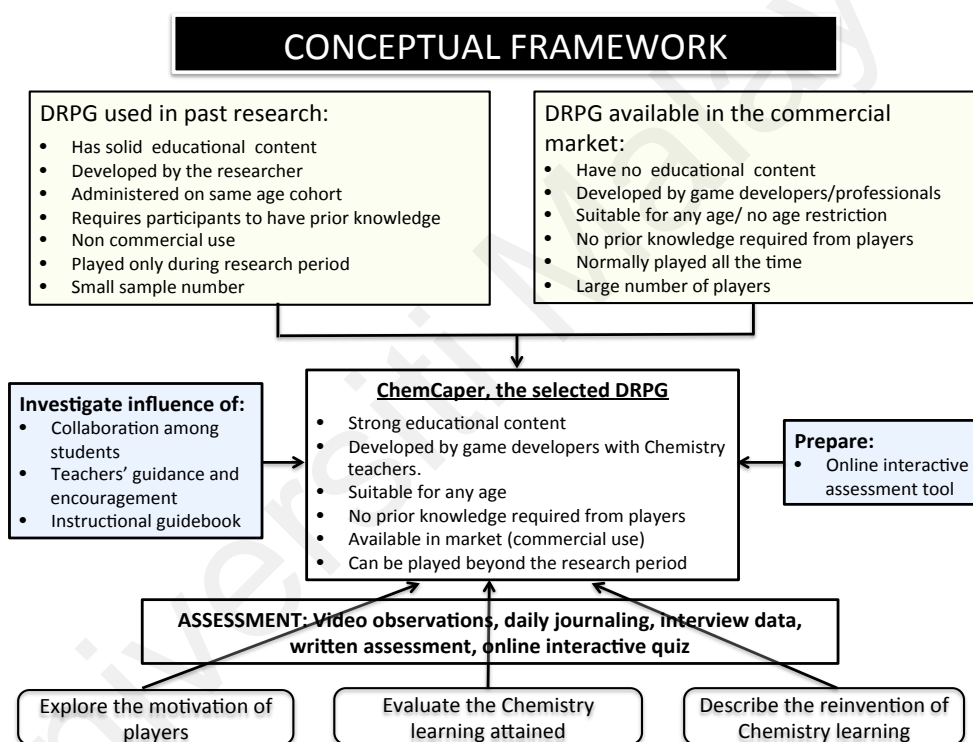 CONCEPTUAL FRAMEWORK
DRPG used in past research:
• Has solid educational content
• Developed by the researcher
• Administered on same age cohort
• Requires participants to have prior knowledge
• Non commercial use
• Played only during research period
• Small sample number
DRPG available in the commercial
market:
• Have no educational content
• Developed by game developers/professionals
• Suitable for any age/ no age restriction
• No prior knowledge required from players
• Normally played all the time
• Large number of players
Investigate influence of:
• Collaboration among
students
• Teachers' guidance and
encouragement
• Instructional guidebook
ChemCaper, the selected DRPG
• Strong educational content
• Developed by game developers with Chemistry
teachers.
• Suitable for any age
• No prior knowledge required from players
• Available in market (commercial use)
• Can be played beyond the research period
Prepare:
• Online interactive
assessment tool
ASSESSMENT: Video observations, daily journaling, interview data,
written assessment, online interactive quiz
Explore the motivation of
players
Evaluate the Chemistry
learning attained
Describe the reinvention of
Chemistry learning
niversiti Malay